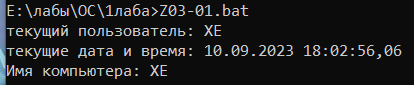 E:\лабы\ОС\1лаба>Z03-01.bat
текущий пользователь: XE
текущие дата и время: 10.09.2023 18:02:56,06
Имя компьютера: XE